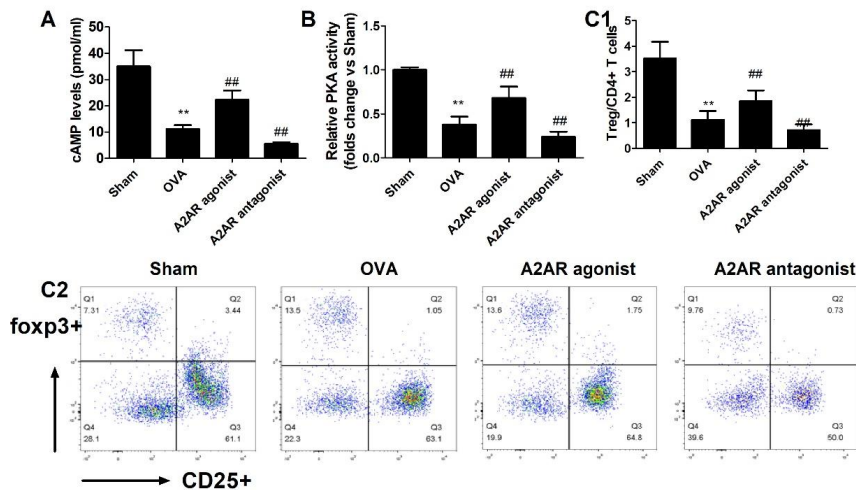 A
cAMP levels (pmol/ml)
50
40
30
20
10
0
**
##
##
Sham
OVA
A2AR agonist
A2AR antagonist
B
Relative PKA activity
(folds change vs Sham)
1.5
1.0
0.5
0.0
**
##
##
Sham
OVA
A2AR agonist
A2AR antagonist
C1
Treg/CD4+ T cells
5
4
3
2
1
0
**
##
##
Sham
OVA
A2AR agonist
A2AR antagonist
C2
foxp3+
CD25+
Sham
Q1
7.31
Q2
3.44
Q4
28.1
Q3
61.1
OVA
Q1
13.5
Q2
1.05
Q4
22.3
Q3
63.1
A2AR agonist
Q1
13.6
Q2
1.75
Q4
19.9
Q3
64.8
A2AR antagonist
Q1
9.76
Q2
0.73
Q4
39.6
Q3
50.0